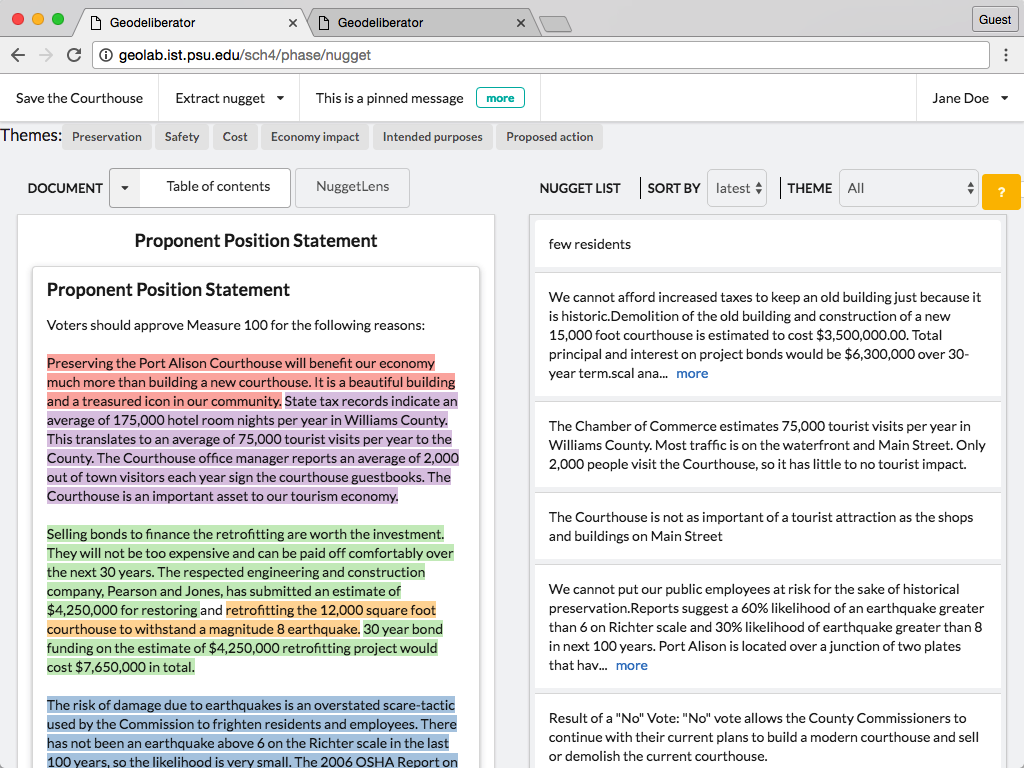 Geodeliberator
Geodeliberator
Guest
geolab.ist.psu.edu/sch4/phase/nugget
Save the Courthouse
Extract nugget
This is a pinned message
more
Jane Doe
Themes:
Preservation
Safety
Cost
Economy impact
Intended purposes
Proposed action
DOCUMENT
Table of contents
NuggetLens
NUGGET LIST
SORT BY
latest
THEME
All
?
Proponent Position Statement
Proponent Position Statement
Voters should approve Measure 100 for the following reasons:
Preserving the Port Alison Courthouse will benefit our economy
much more than building a new courthouse. It is a beautiful building
and a treasured icon in our community. State tax records indicate an
average of 175,000 hotel room nights per year in Williams County.
This translates to an average of 75,000 tourist visits per year to the
County. The Courthouse office manager reports an average of 2,000
out of town visitors each year sign the courthouse guestbooks. The
Courthouse is an important asset to our tourism economy.
Selling bonds to finance the retrofitting are worth the investment.
They will not be too expensive and can be paid off comfortably over
the next 30 years. The respected engineering and construction
company, Pearson and Jones, has submitted an estimate of
$4,250,000 for restoring and retrofitting the 12,000 square foot
courthouse to withstand a magnitude 8 earthquake. 30 year bond
funding on the estimate of $4,250,000 retrofitting project would
cost $7,650,000 in total.
The risk of damage due to earthquakes is an overstated scare-tactic
used by the Commission to frighten residents and employees. There
has not been an earthquake above 6 on the Richter scale in the last
100 years, so the likelihood is very small. The 2006 OSHA Report on
few residents
We cannot afford increased taxes to keep an old building just because it
is historic.Demolition of the old building and construction of a new
15,000 foot courthouse is estimated to cost $3,500,000.00. Total
principal and interest on project bonds would be $6,300,000 over 30-
year term.scal ana... more
The Chamber of Commerce estimates 75,000 tourist visits per year in
Williams County. Most traffic is on the waterfront and Main Street. Only
2,000 people visit the Courthouse, so it has little to no tourist impact.
The Courthouse is not as important of a tourist attraction as the shops
and buildings on Main Street
We cannot put our public employees at risk for the sake of historical
preservation.Reports suggest a 60% likelihood of an earthquake greater
than 6 on Richter scale and 30% likelihood of earthquake greater than 8
in next 100 years. Port Alison is located over a junction of two plates
that hav... more
Result of a "No" Vote: "No" vote allows the County Commissioners to
continue with their current plans to build a modern courthouse and sell
or demolish the current courthouse.